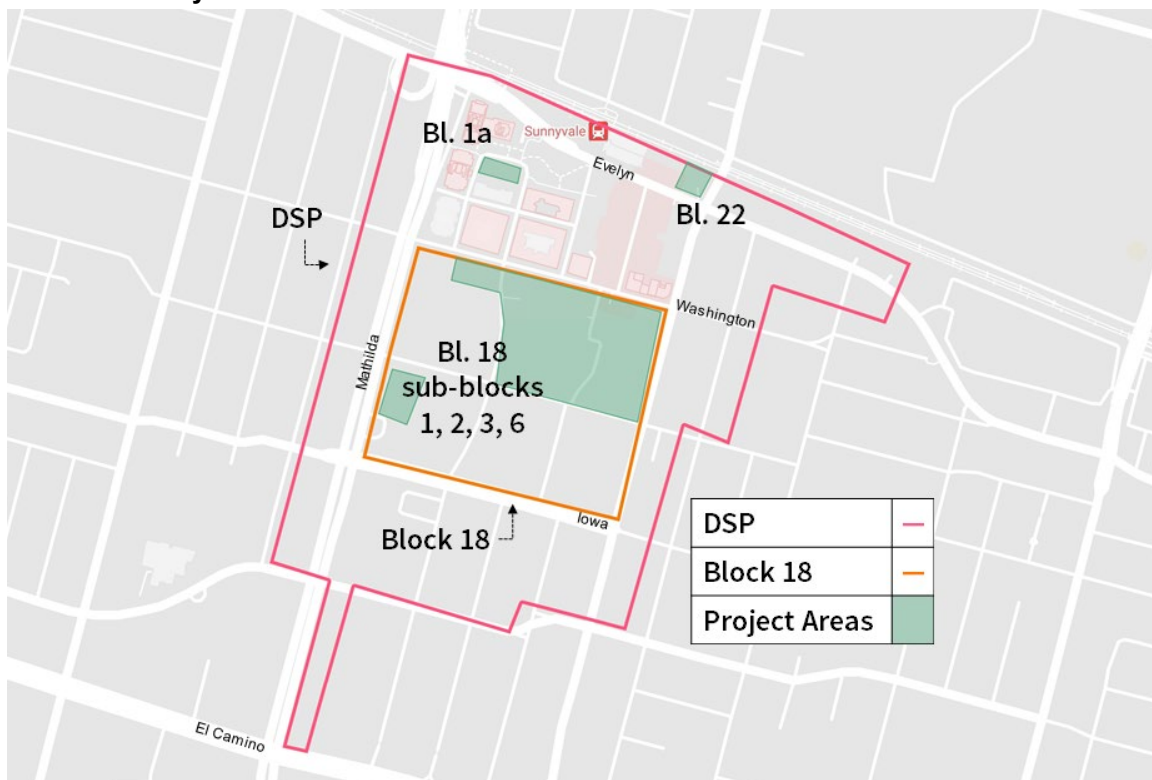 Bl. 1a
Sunnyvale
Evelyn
Bl. 22
DSP
Washington
Mathilda
Bl. 18
sub-blocks
1, 2, 3, 6
Iowa
Block 18
DSP
Block 18
Project Areas
El Camino